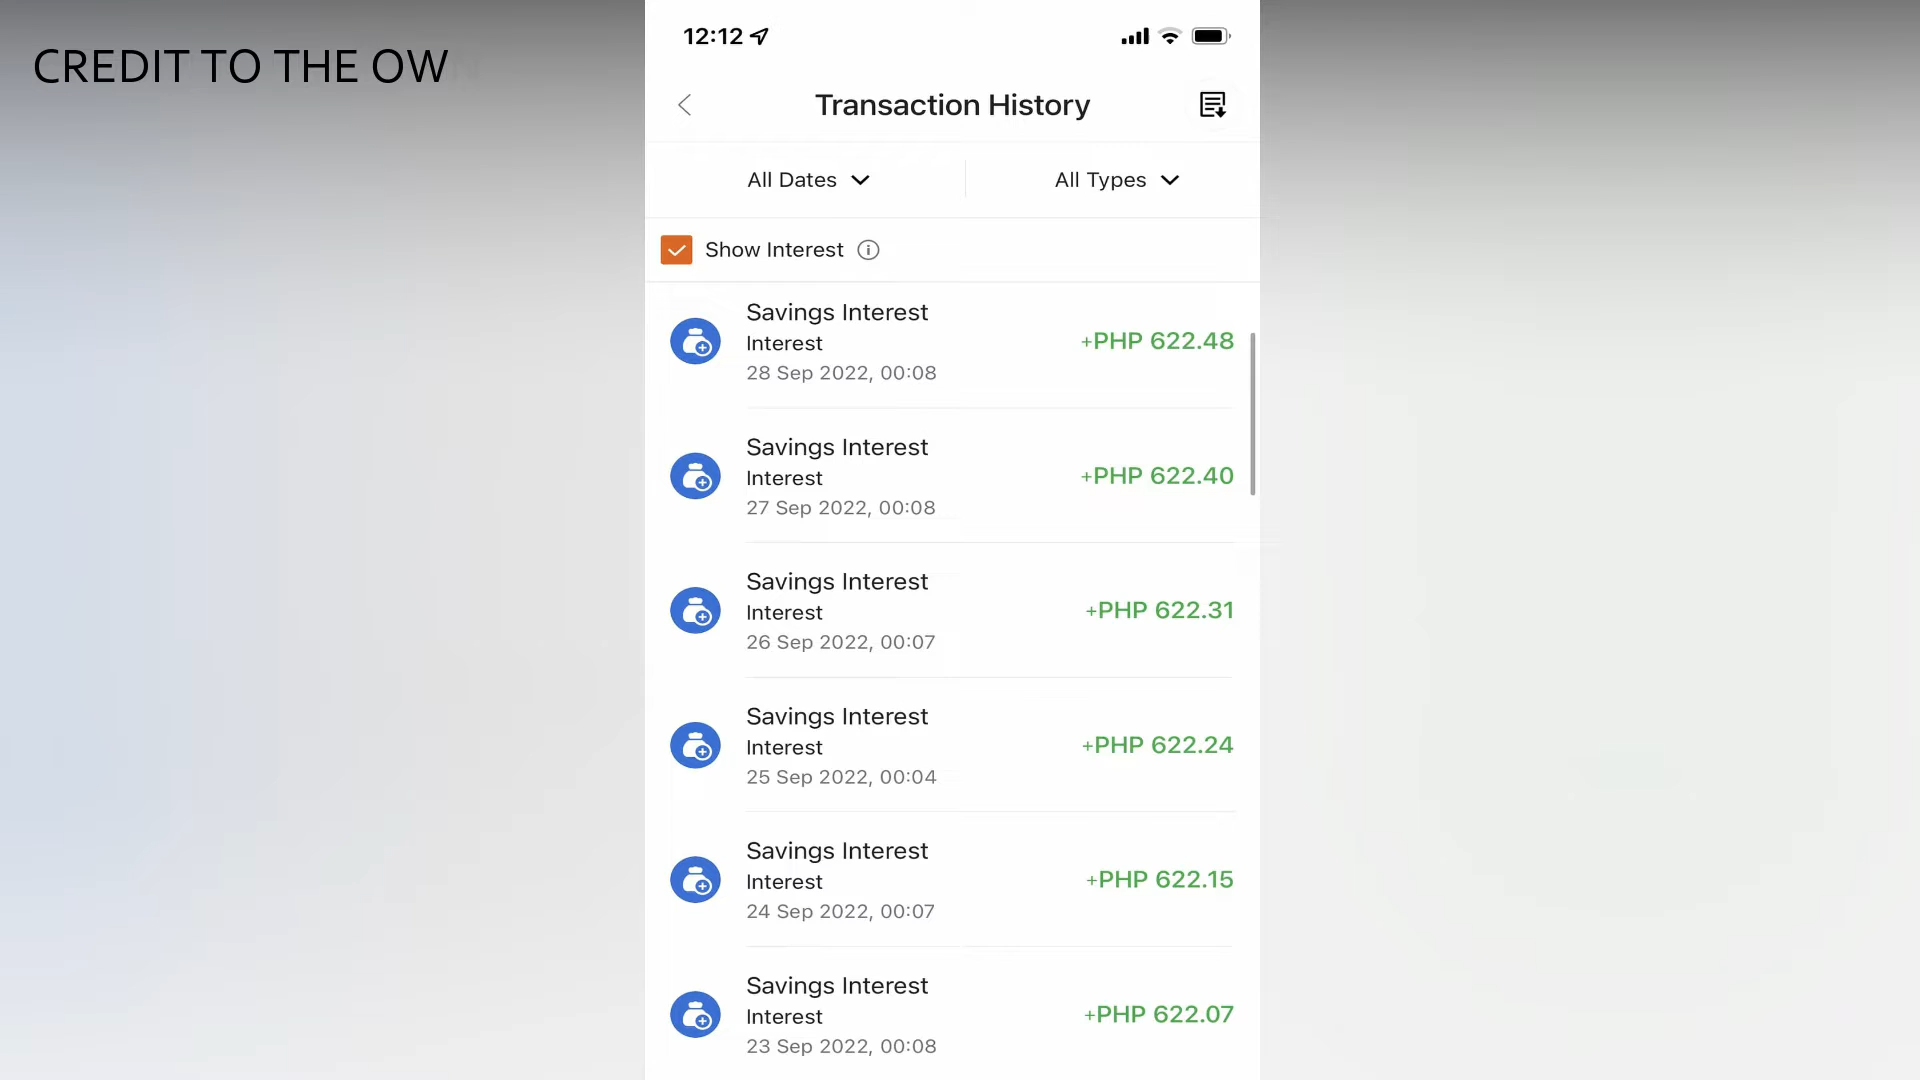 CREDIT TO THE OWN
12:12
Transaction History
All Dates
All Types
Show Interest
Savings Interest
Interest
+PHP 622.48
28 Sep 2022, 00:08
Savings Interest
Interest
+PHP 622.40
27 Sep 2022, 00:08
Savings Interest
Interest
+PHP 622.31
26 Sep 2022, 00:07
Savings Interest
Interest
+PHP 622.24
25 Sep 2022, 00:04
Savings Interest
Interest
+PHP 622.15
24 Sep 2022, 00:07
Savings Interest
Interest
+PHP 622.07
23 Sep 2022, 00:08